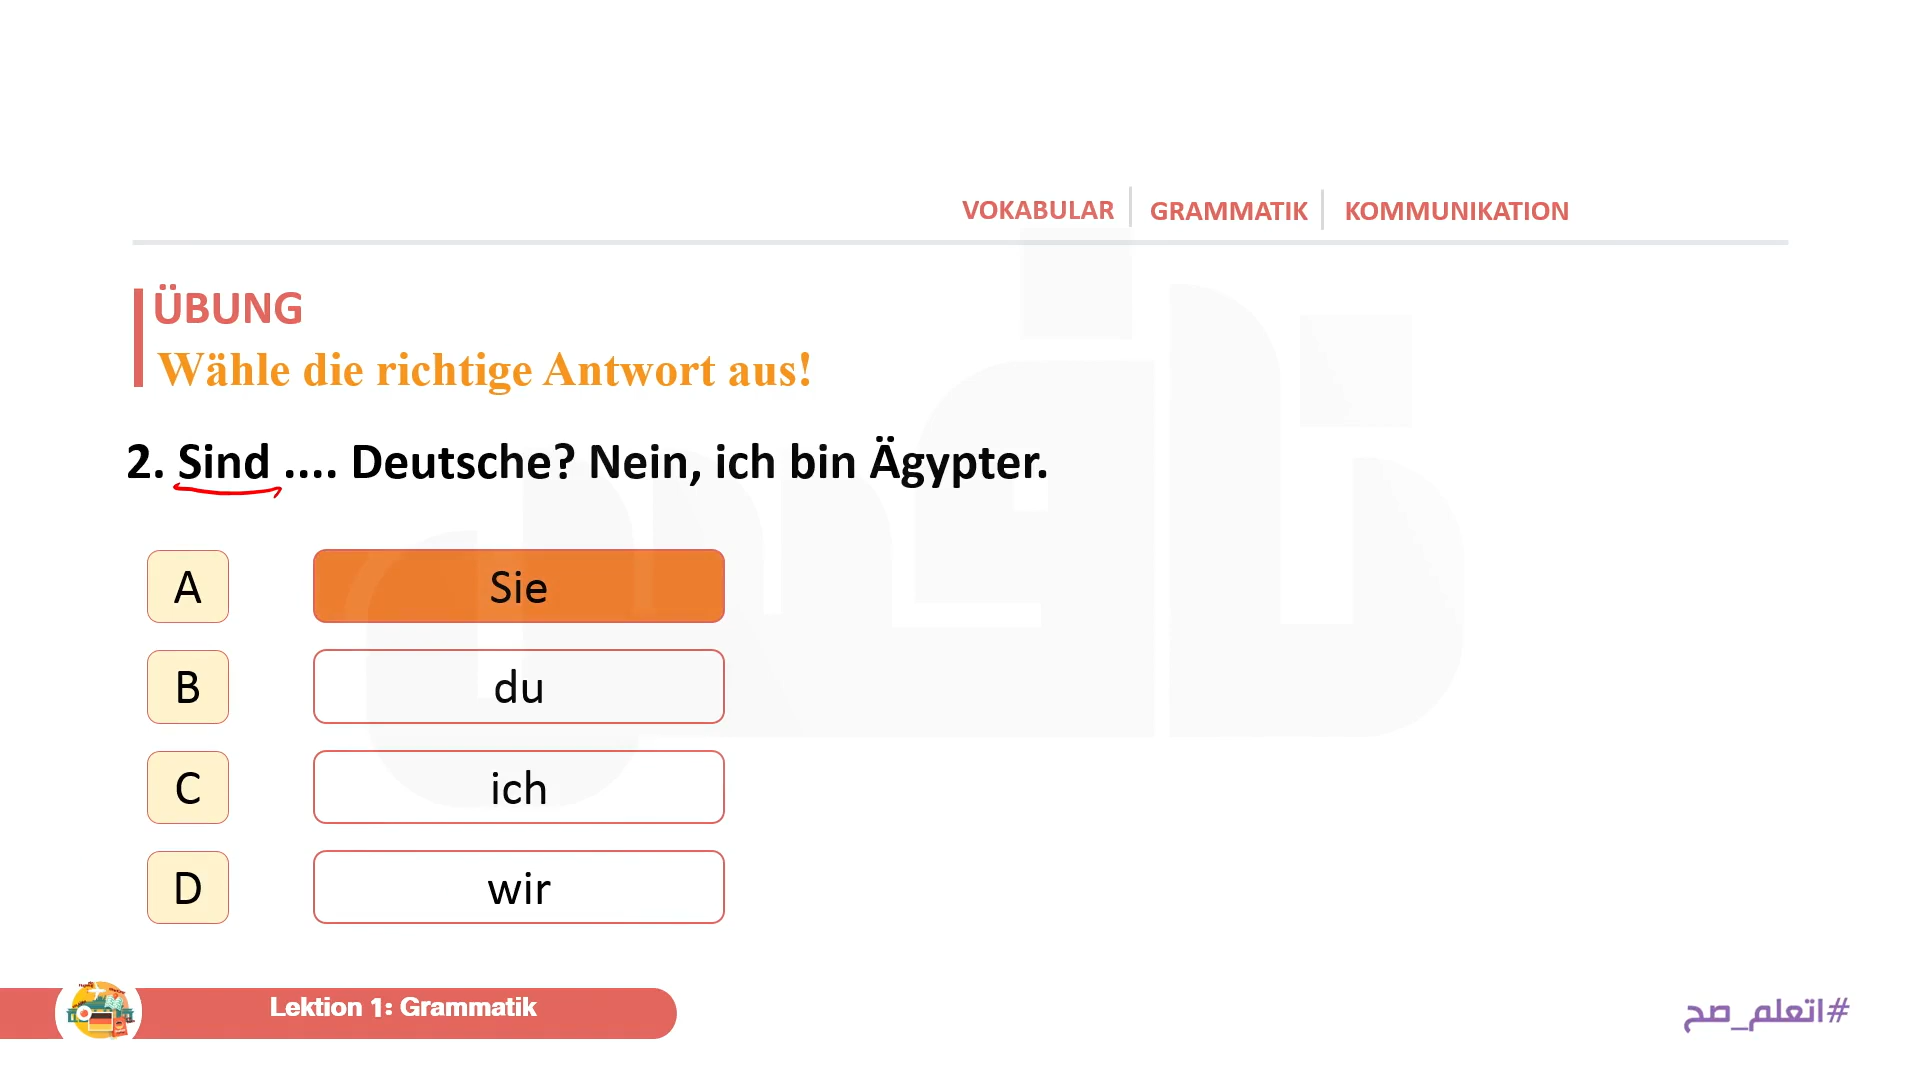 VOKABULAR GRAMMATIK KOMMUNIKATION
ÜBUNG
Wähle die richtige Antwort aus!
2. Sind .... Deutsche? Nein, ich bin Ägypter.
A Sie
B du
C ich
D wir
Lektion 1: Grammatik
#اتعلم_صح